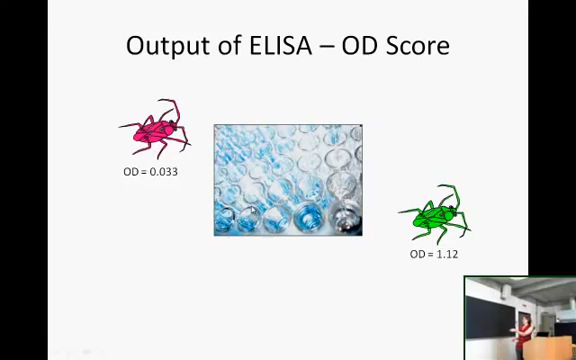 Output of ELISA – OD Score
OD = 0.033
OD = 1.12